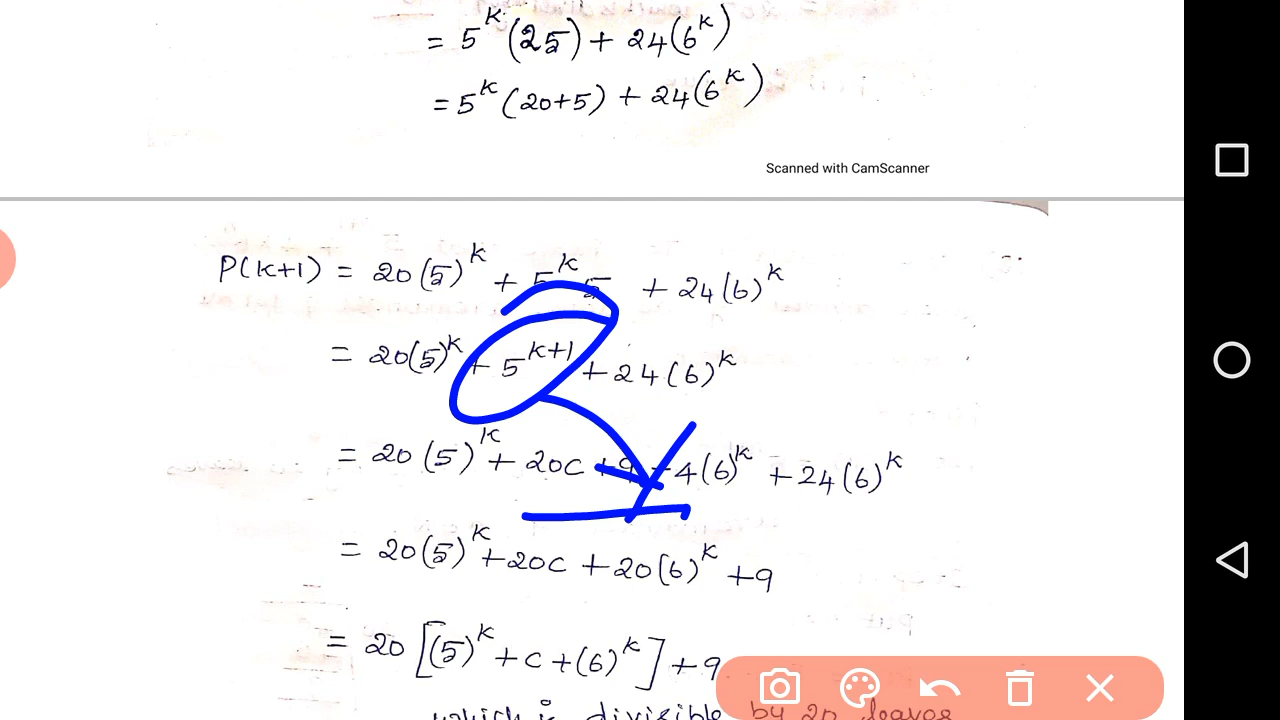 = 5^k (25) + 24(6^k)
= 5^k (20+5) + 24(6^k)
Scanned with CamScanner
P(k+1) = 20(5)^k + 5^k 5 + 24(6)^k
= 20(5)^k + 5^(k+1) + 24(6)^k
= 20(5)^k + 20c + 9 - 4(6)^k + 24(6)^k
= 20(5)^k + 20c + 20(6)^k + 9
= 20[(5)^k + c + (6)^k] + 9
which is divisible by 20 leaves